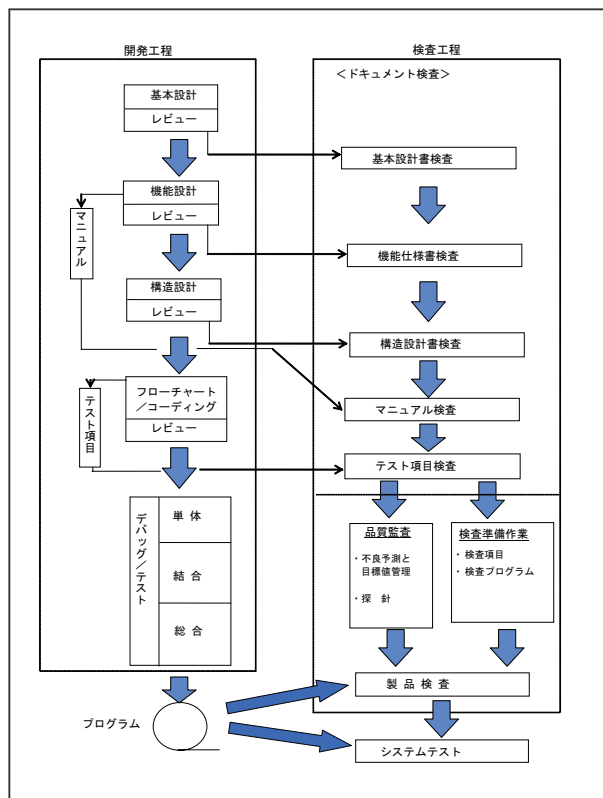 開発工程
基本設計
レビュー
機能設計
レビュー
マニュアル
構造設計
レビュー
フローチャート
／コーディング
レビュー
テスト項目
デバッグ／テスト
単 体
結 合
総 合
プログラム
検査工程
＜ドキュメント検査＞
基本設計書検査
機能仕様書検査
構造設計書検査
マニュアル検査
テスト項目検査
品質監査
・不良予測と
目標値管理
・探 針
検査準備作業
・検査項目
・検査プログラム
製 品 検 査
システムテスト